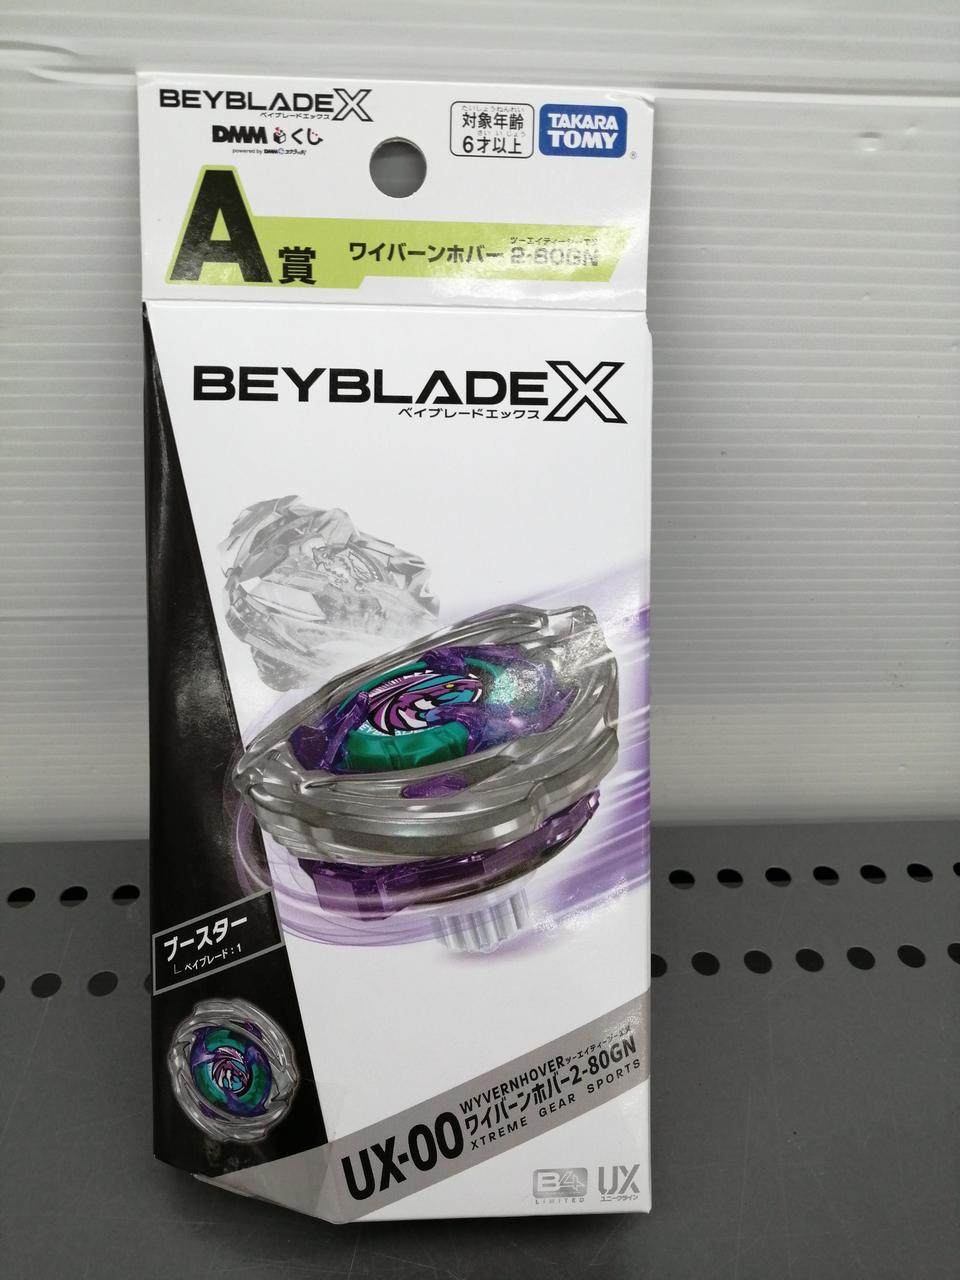 BEYBLADE X
ベイブレードエックス
DMMくじ
powered by DMMスクラッチ!
たいしょうねんれい
対象年齢
さいいじょう
6才以上
TAKARA
TOMY
®
A賞
ツーエイティージーエヌ
ワイバーンホバー 2-80GN
BEYBLADE X
ベイブレードエックス
ブースター
ベイブレード:1
WYVERNHOVER ツーエイティージーエヌ
UX-00 ワイバーンホバー2-80GN
XTREME GEAR SPORTS
B4
LIMITED
UX
ユニークライン